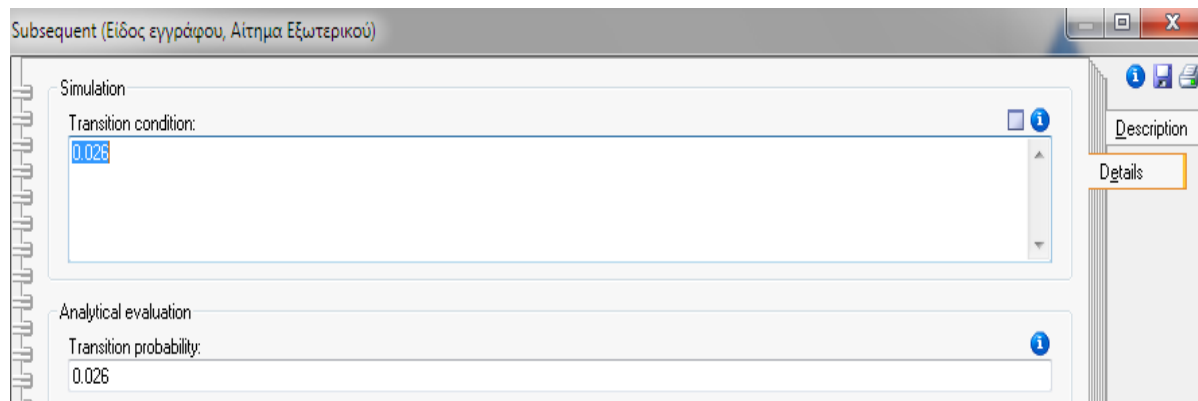 Subsequent (Είδος εγγράφου, Αίτημα Εξωτερικού)
Simulation
Transition condition:
0.026
Description
Details
Analytical evaluation
Transition probability:
0.026